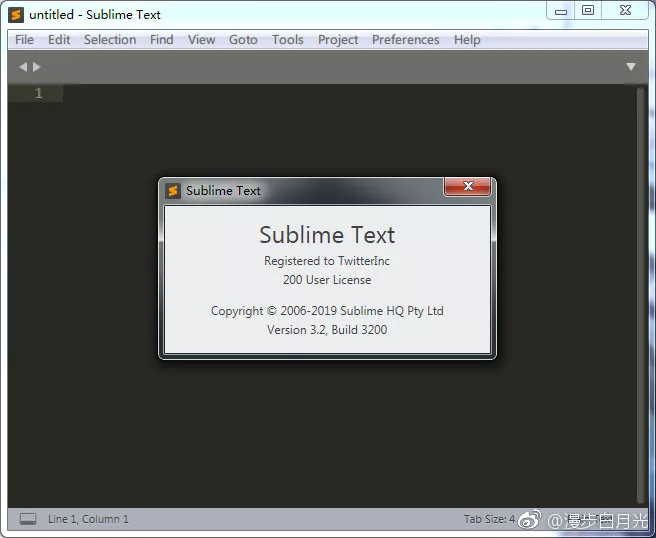 untitled - Sublime Text
File Edit Selection Find View Goto Tools Project Preferences Help
1
Sublime Text
Sublime Text
Registered to TwitterInc
200 User License
Copyright © 2006-2019 Sublime HQ Pty Ltd
Version 3.2, Build 3200
Line 1, Column 1
Tab Size: 4
@漫步白月光